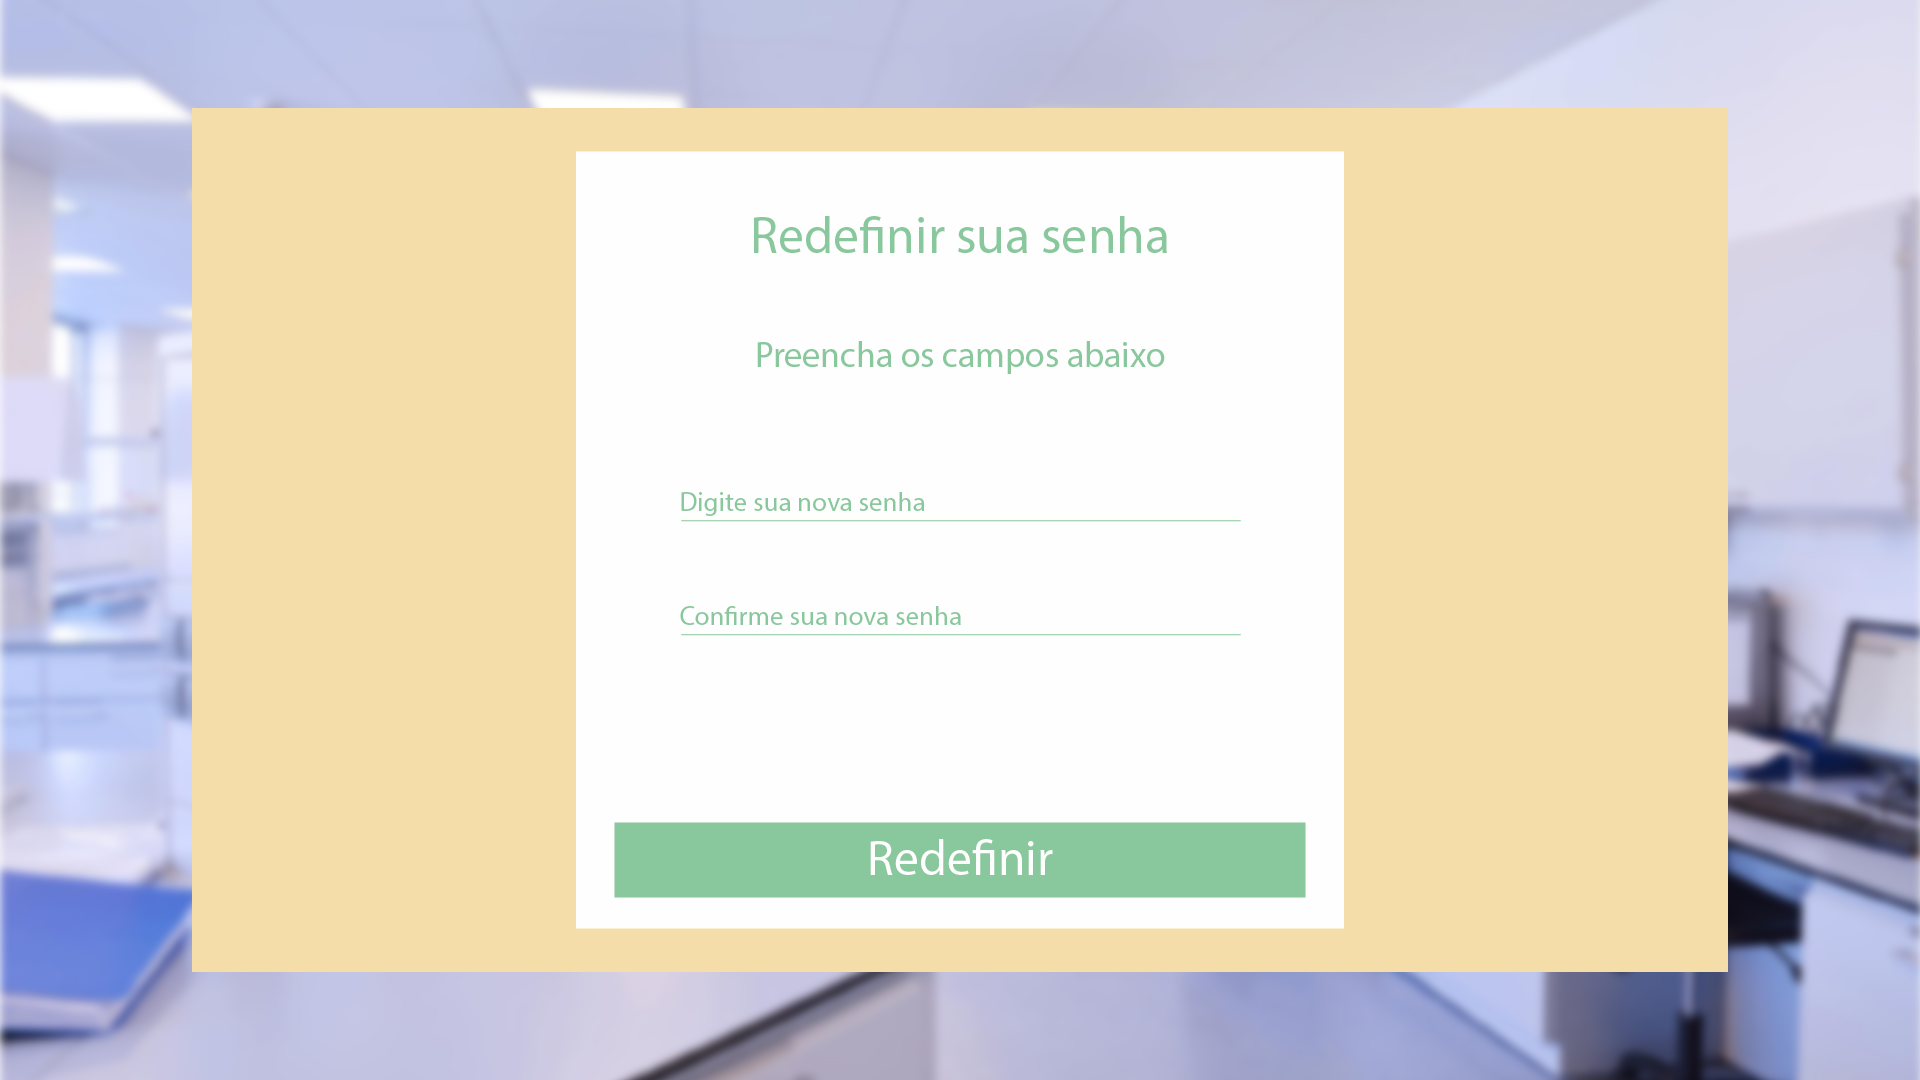 Redefinir sua senha
Preencha os campos abaixo
Digite sua nova senha
Confirme sua nova senha
Redefinir